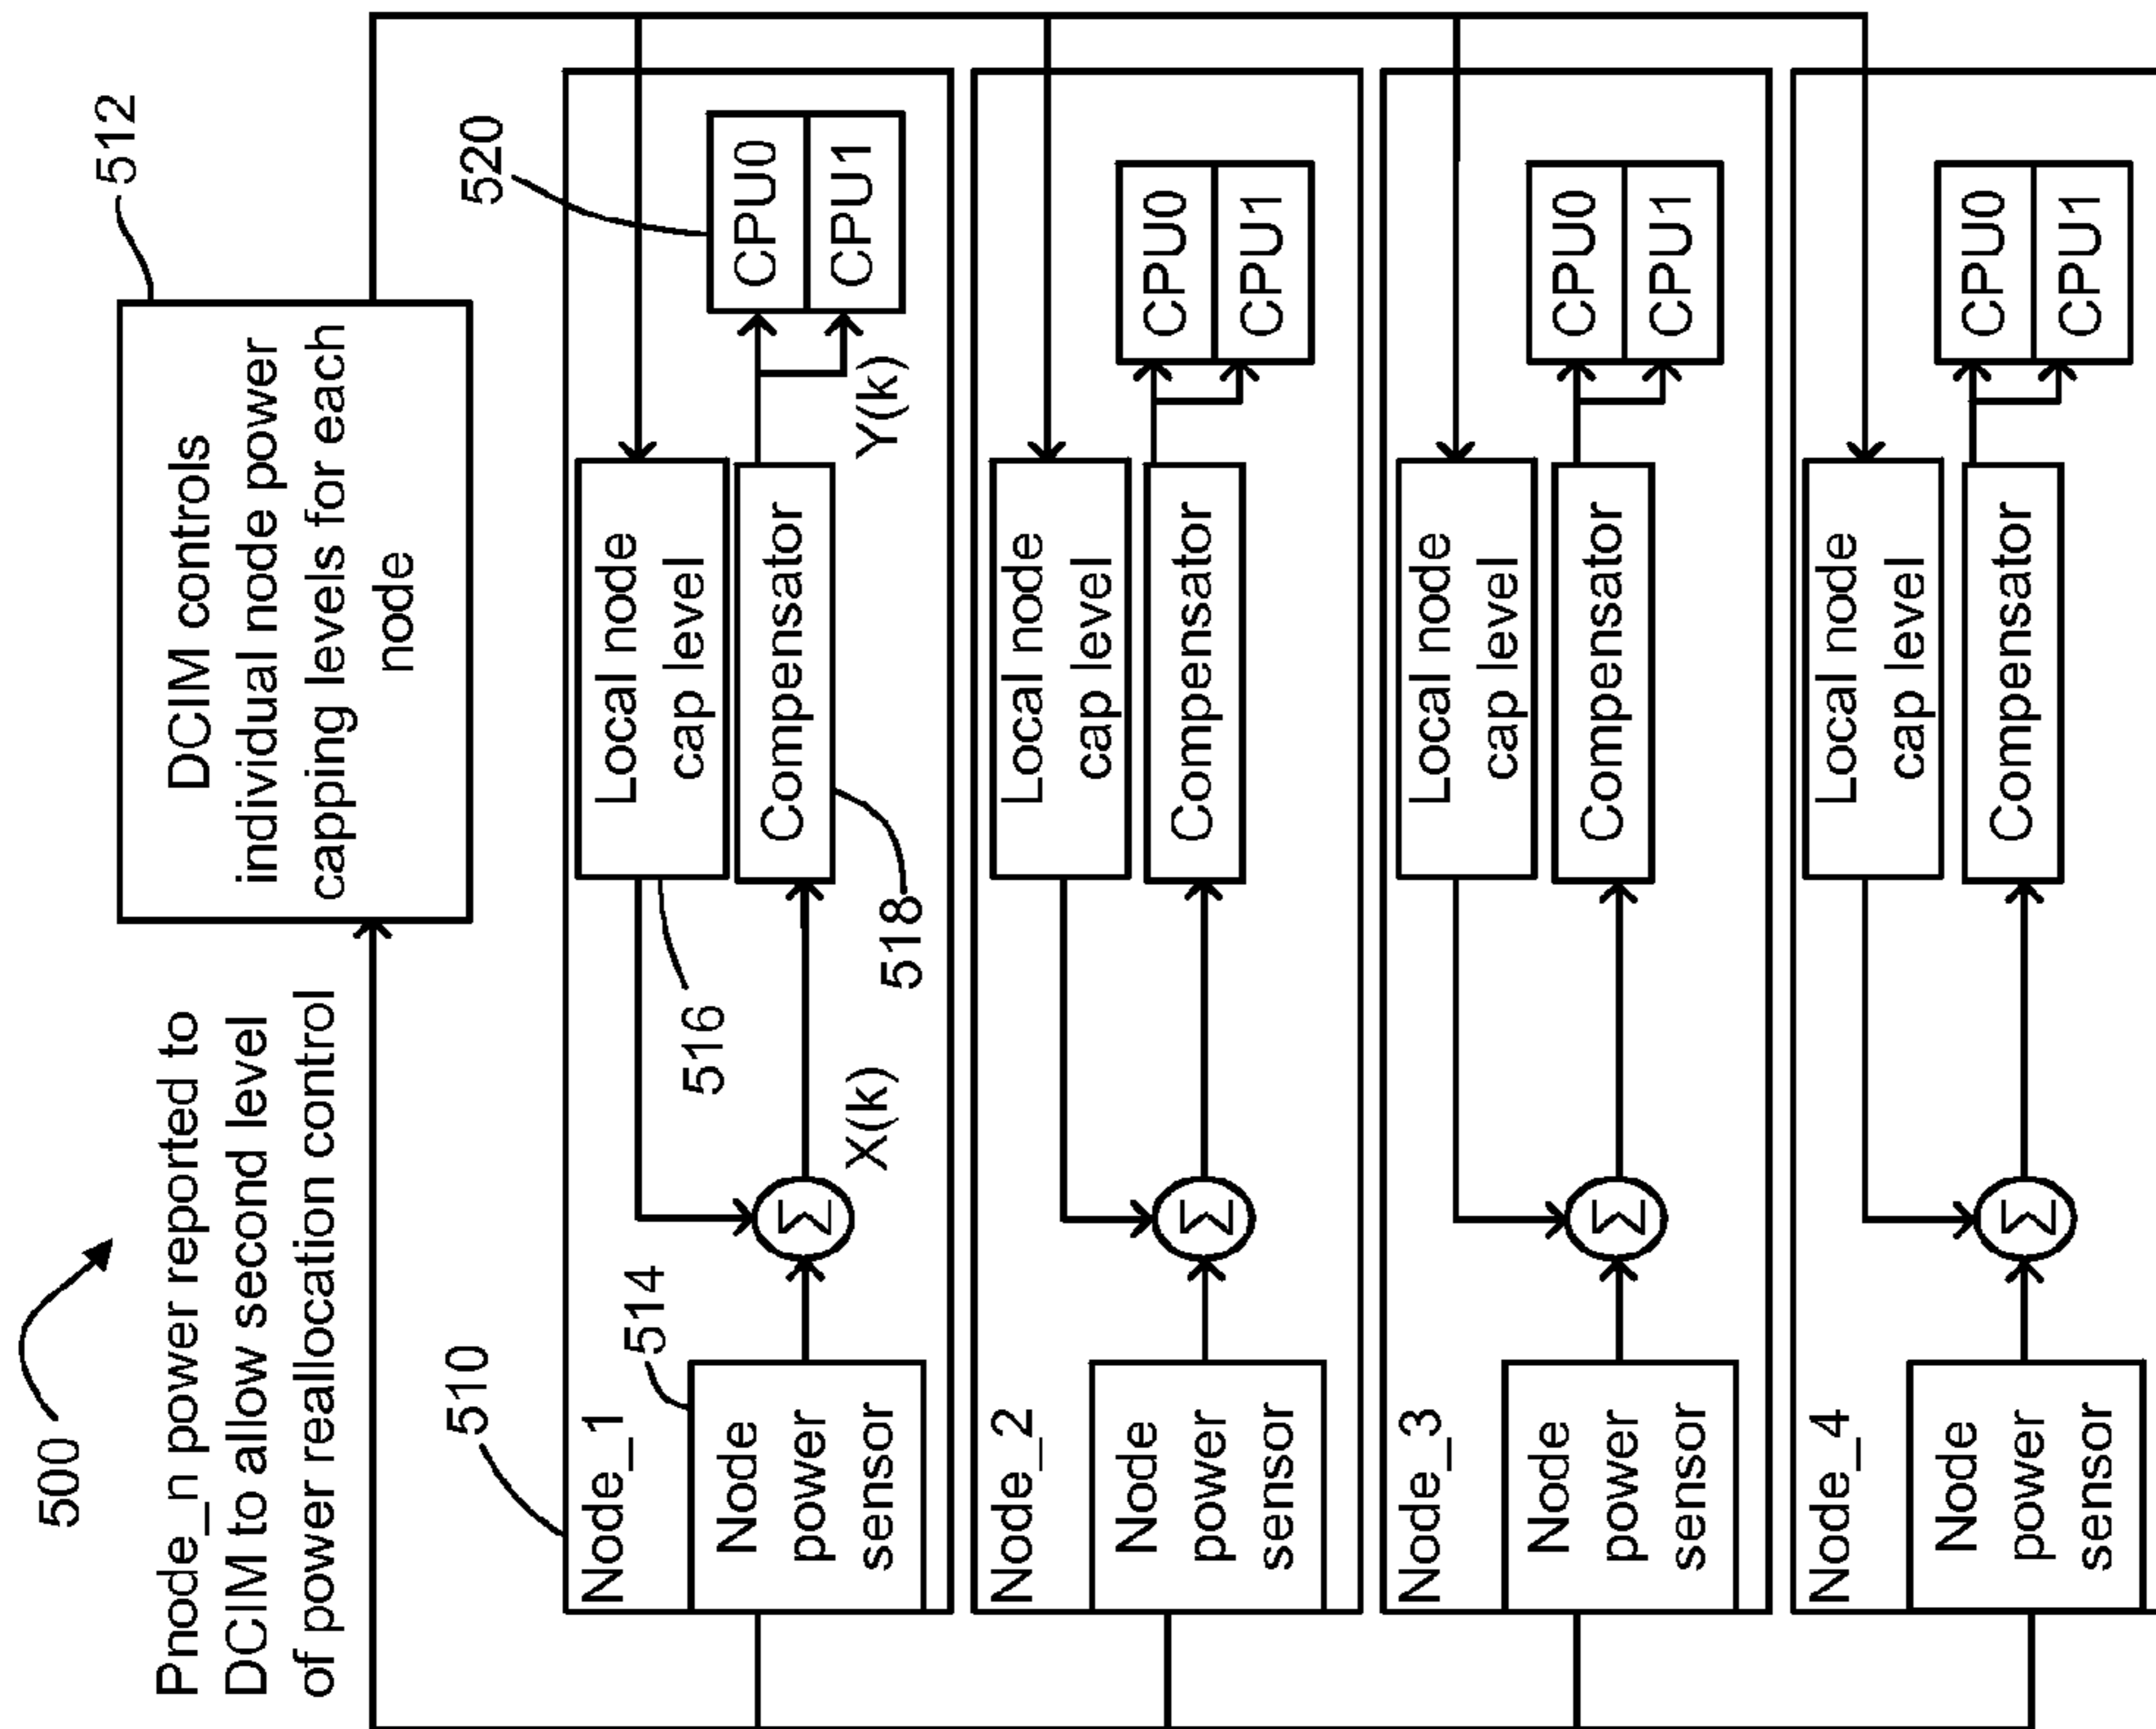 500
Pnode_n power reported to
DCIM to allow second level
of power reallocation control
DCIM controls
individual node power
capping levels for each
node
512
510
Node_1
514
Node
power
sensor
Σ
X(k)
516
Local node
cap level
Compensator
518
Y(k)
520
CPU0
CPU1
Node_2
Node
power
sensor
Σ
Local node
cap level
Compensator
CPU0
CPU1
Node_3
Node
power
sensor
Σ
Local node
cap level
Compensator
CPU0
CPU1
Node_4
Node
power
sensor
Σ
Local node
cap level
Compensator
CPU0
CPU1